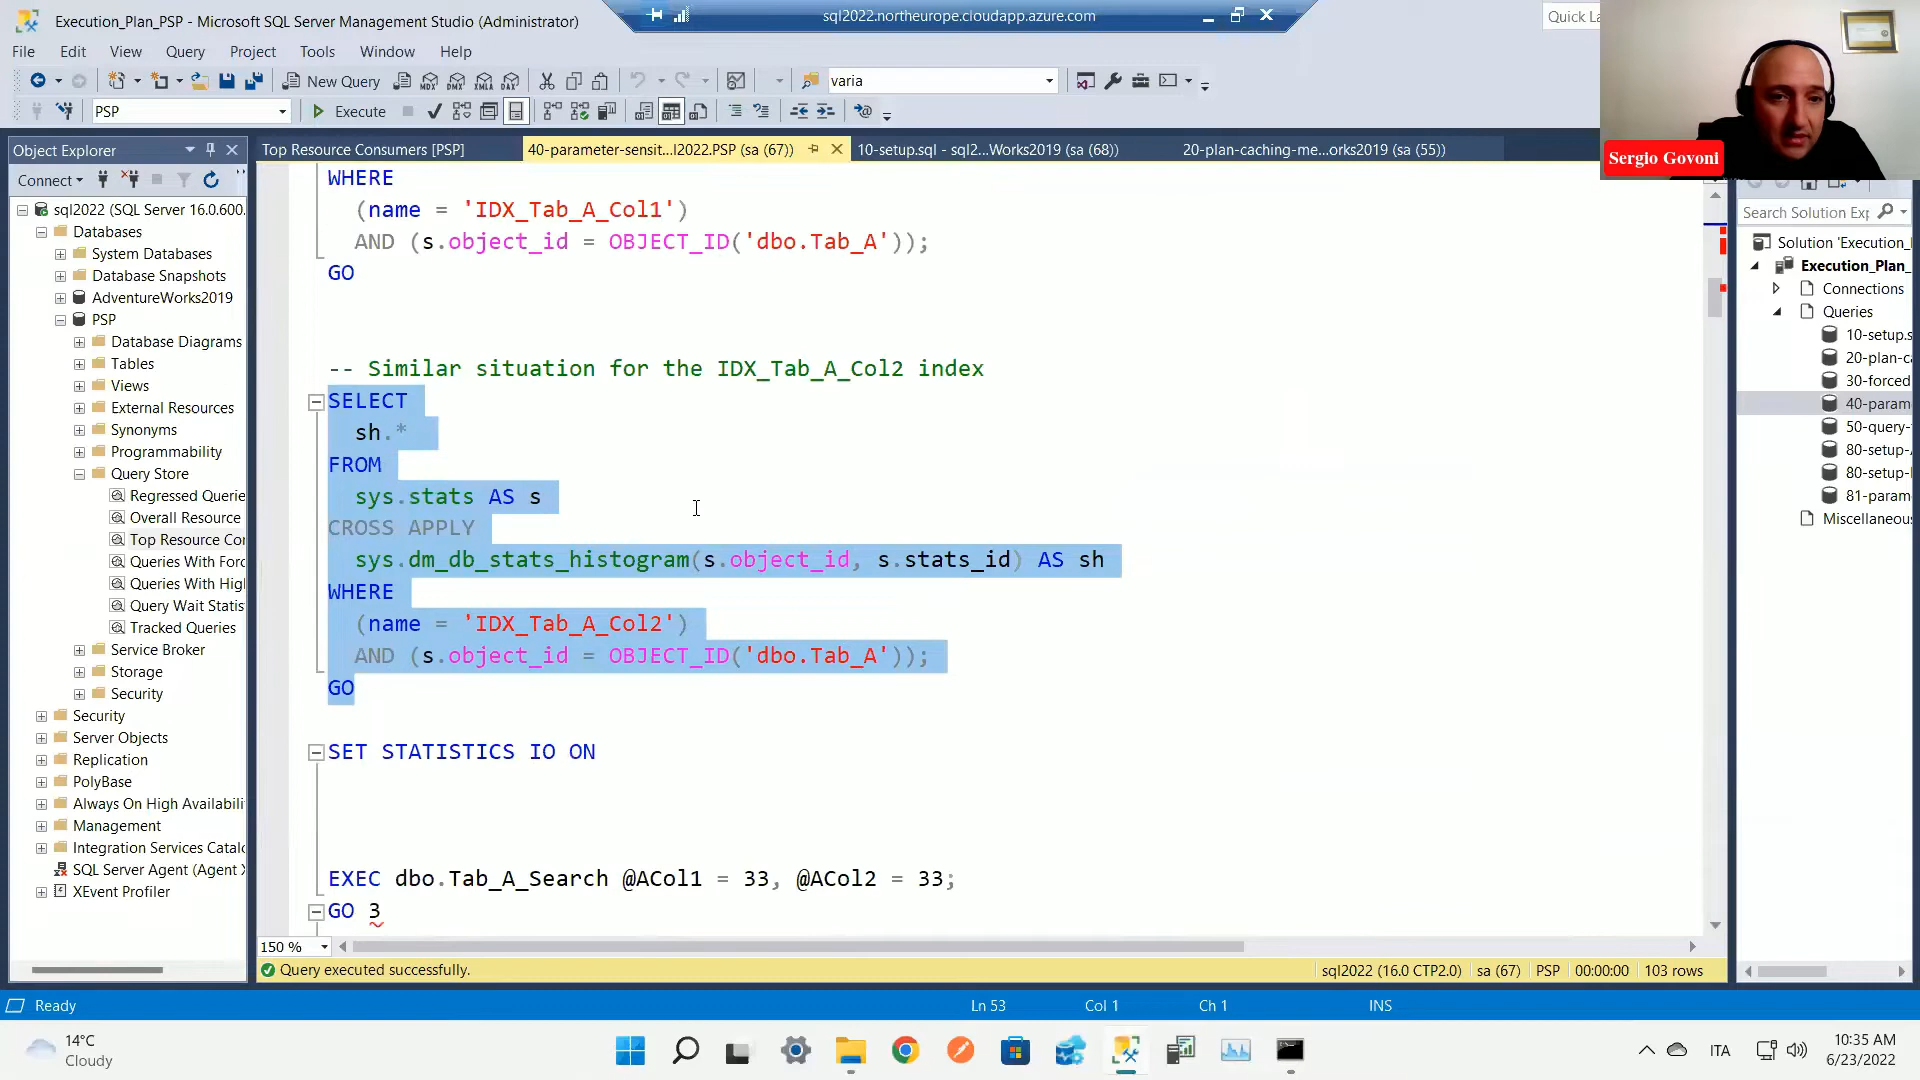 Execution_Plan_PSP - Microsoft SQL Server Management Studio (Administrator)
sql2022.northeurope.cloudapp.azure.com
Quick La
File Edit View Query Project Tools Window Help
New Query
varia
PSP
Execute
Sergio Govoni
Object Explorer
Top Resource Consumers [PSP]
40-parameter-sensit...l2022.PSP (sa (67))
10-setup.sql - sql2...Works2019 (sa (68))
20-plan-caching-me...orks2019 (sa (55))
Connect
sql2022 (SQL Server 16.0.600.
Databases
System Databases
Database Snapshots
AdventureWorks2019
PSP
Database Diagrams
Tables
Views
External Resources
Synonyms
Programmability
Query Store
Regressed Querie
Overall Resource
Top Resource Cor
Queries With Forc
Queries With High
Query Wait Statis
Tracked Queries
Service Broker
Storage
Security
Security
Server Objects
Replication
PolyBase
Always On High Availabili
Management
Integration Services Catalo
SQL Server Agent (Agent X
XEvent Profiler
WHERE
(name = 'IDX_Tab_A_Col1')
AND (s.object_id = OBJECT_ID('dbo.Tab_A'));
GO
-- Similar situation for the IDX_Tab_A_Col2 index
SELECT
sh.*
FROM
sys.stats AS s
CROSS APPLY
sys.dm_db_stats_histogram(s.object_id, s.stats_id) AS sh
WHERE
(name = 'IDX_Tab_A_Col2')
AND (s.object_id = OBJECT_ID('dbo.Tab_A'));
GO
SET STATISTICS IO ON
EXEC dbo.Tab_A_Search @ACol1 = 33, @ACol2 = 33;
GO 3
150 %
Search Solution Exp
Solution 'Execution_
Execution_Plan_
Connections
Queries
10-setup.s
20-plan-ca
30-forced
40-param
50-query-
80-setup-
80-setup-
81-param
Miscellaneou
Query executed successfully.
sql2022 (16.0 CTP2.0) sa (67) PSP 00:00:00 103 rows
Ready
Ln 53 Col 1 Ch 1 INS
14°C
Cloudy
ITA
10:35 AM
6/23/2022